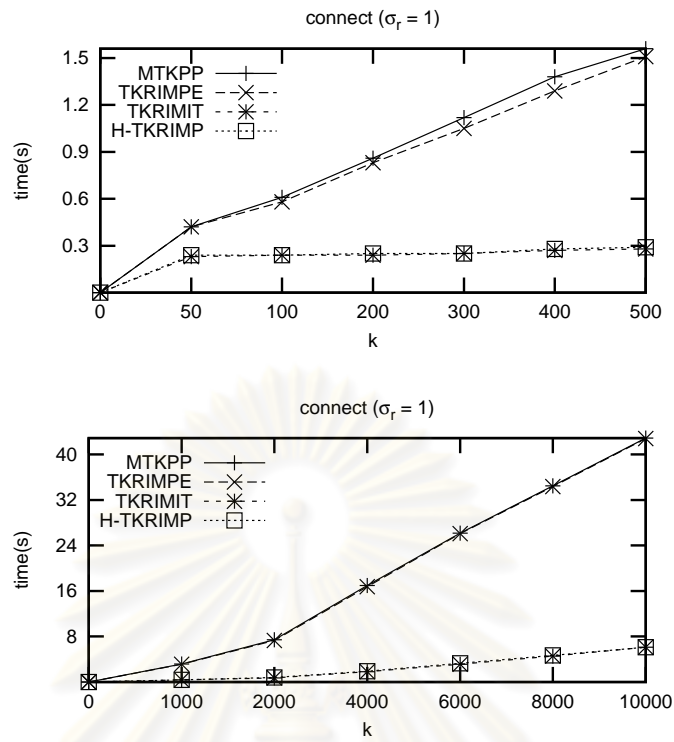 connect (σr = 1)
MTKPP
TKRIMPE
TKRIMIT
H-TKRIMP
time(s)
1.5
1.2
0.9
0.6
0.3
0 50 100 200 300 400 500
k
connect (σr = 1)
MTKPP
TKRIMPE
TKRIMIT
H-TKRIMP
time(s)
40
32
24
16
8
0 1000 2000 4000 6000 8000 10000
k